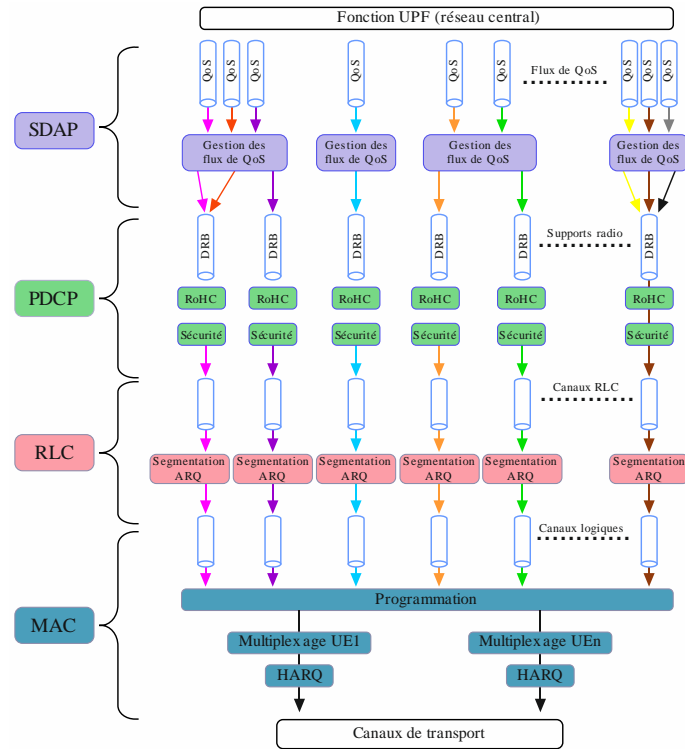 Fonction UPF (réseau central)
QoS QoS QoS QoS QoS QoS QoS QoS QoS
Flux de QoS
SDAP
Gestion des
flux de QoS
Gestion des
flux de QoS
Gestion des
flux de QoS
Gestion des
flux de QoS
DRB DRB DRB DRB DRB DRB
Supports radio
PDCP
RoHC RoHC RoHC RoHC RoHC RoHC
Sécurité Sécurité Sécurité Sécurité Sécurité Sécurité
Canaux RLC
RLC
Segmentation
ARQ
Segmentation
ARQ
Segmentation
ARQ
Segmentation
ARQ
Segmentation
ARQ
Segmentation
ARQ
Canaux logiques
Programmation
MAC
Multiplexage UE1
Multiplexage UEn
HARQ
HARQ
Canaux de transport